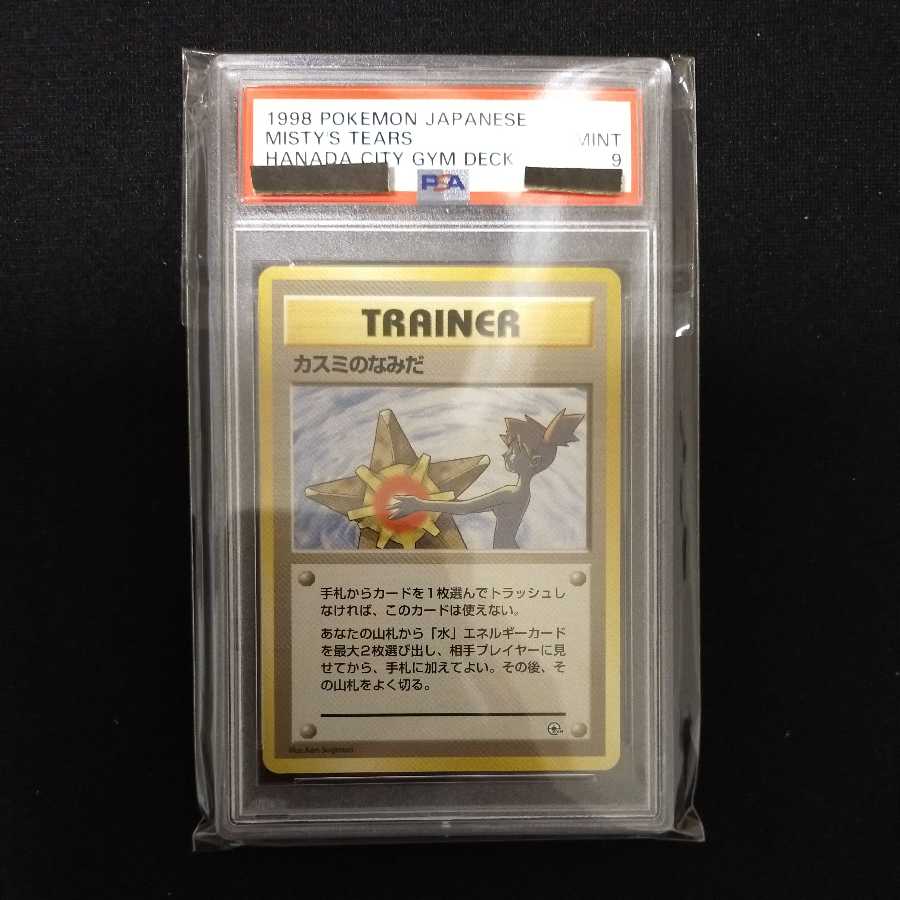 1998 POKEMON JAPANESE
MISTY'S TEARS MINT
HANADA CITY GYM DECK 9
PSA
TRAINER
カスミのなみだ
手札からカードを1枚選んでトラッシュし
なければ、このカードは使えない。
あなたの山札から「水」エネルギーカード
を最大2枚選び出し、相手プレイヤーに見
せてから、手札に加えてよい。その後、そ
の山札をよく切る。
Illus. Ken Sugimori